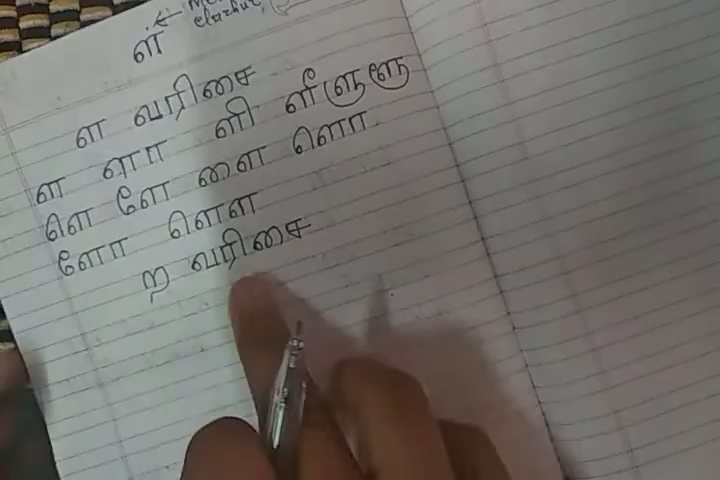 ள்
ள வரிசை
ள ளா ளி ளீ ளு ளூ
ளெ ளே ளை ளொ
ளோ ளௌ
ற வரிசை